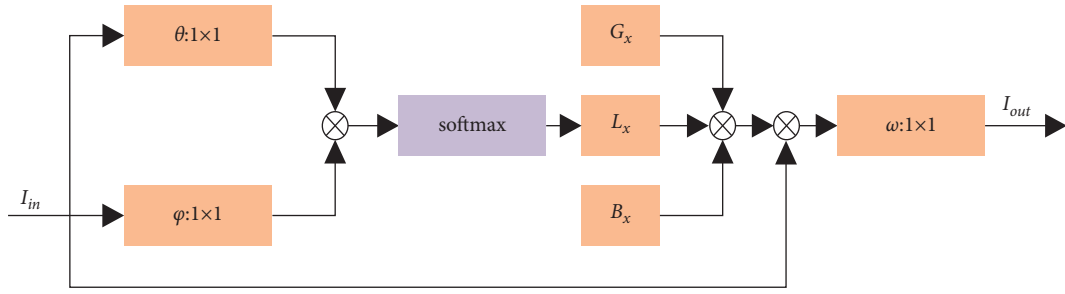 θ:1×1
G_x
softmax
L_x
ω:1×1
I_out
I_in
φ:1×1
B_x